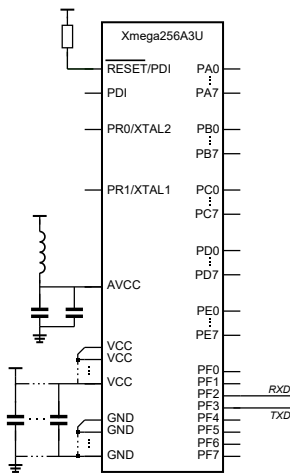 Xmega256A3U
RESET/PDI
PDI
PR0/XTAL2
PR1/XTAL1
AVCC
VCC
VCC
VCC
GND
GND
GND
PA0
PA7
PB0
PB7
PC0
PC7
PD0
PD7
PE0
PE7
PF0
PF1
PF2
PF3
PF4
PF5
PF6
PF7
RXD
TXD